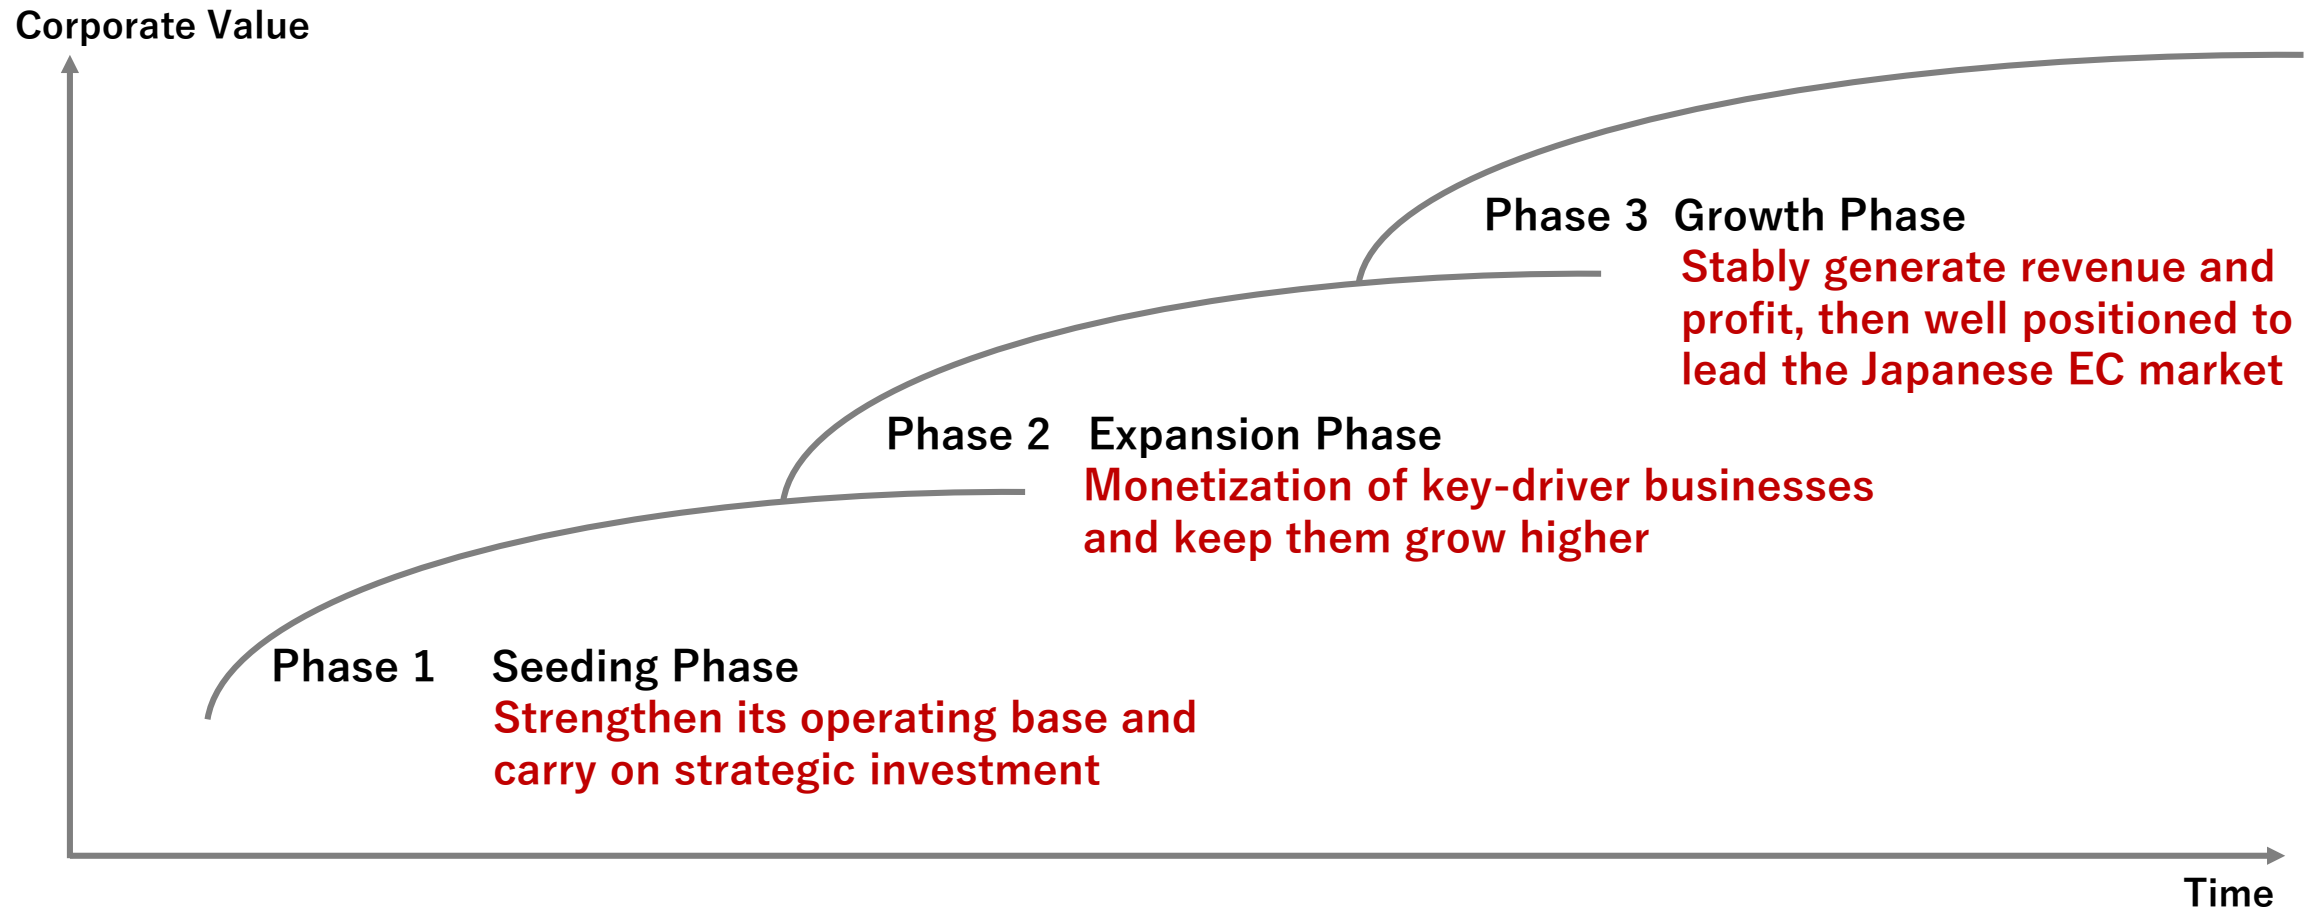 Corporate Value
Phase 3 Growth Phase
Stably generate revenue and
profit, then well positioned to
lead the Japanese EC market
Phase 2 Expansion Phase
Monetization of key-driver businesses
and keep them grow higher
Phase 1 Seeding Phase
Strengthen its operating base and
carry on strategic investment
Time